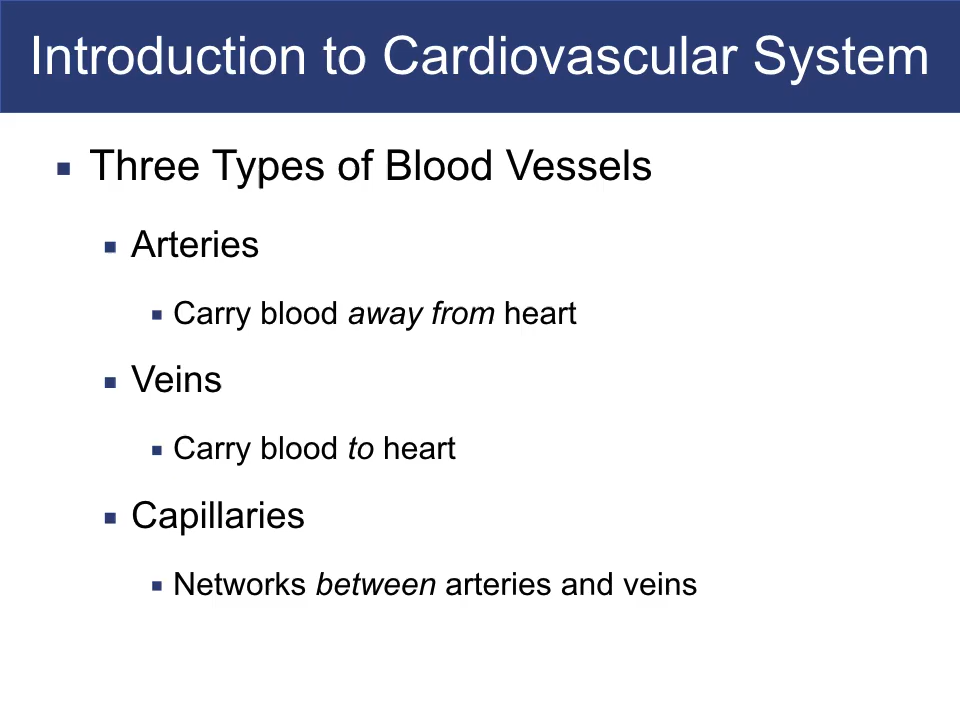 Introduction to Cardiovascular System
Three Types of Blood Vessels
Arteries
Carry blood away from heart
Veins
Carry blood to heart
Capillaries
Networks between arteries and veins